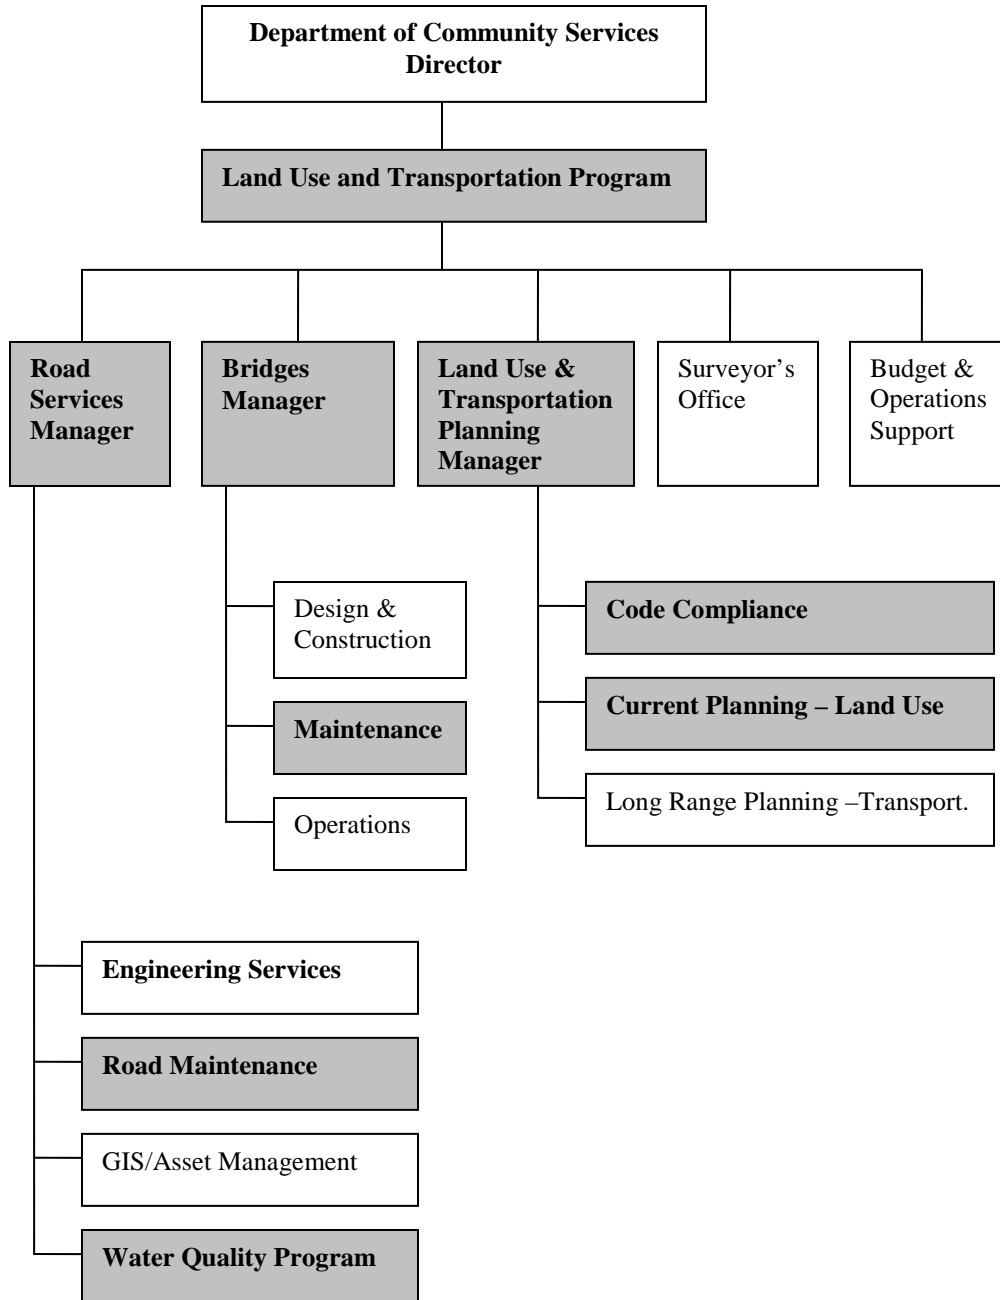 Department of Community Services
Director
Land Use and Transportation Program
Road
Services
Manager
Bridges
Manager
Land Use &
Transportation
Planning
Manager
Surveyor’s
Office
Budget &
Operations
Support
Design &
Construction
Maintenance
Operations
Code Compliance
Current Planning – Land Use
Long Range Planning –Transport.
Engineering Services
Road Maintenance
GIS/Asset Management
Water Quality Program